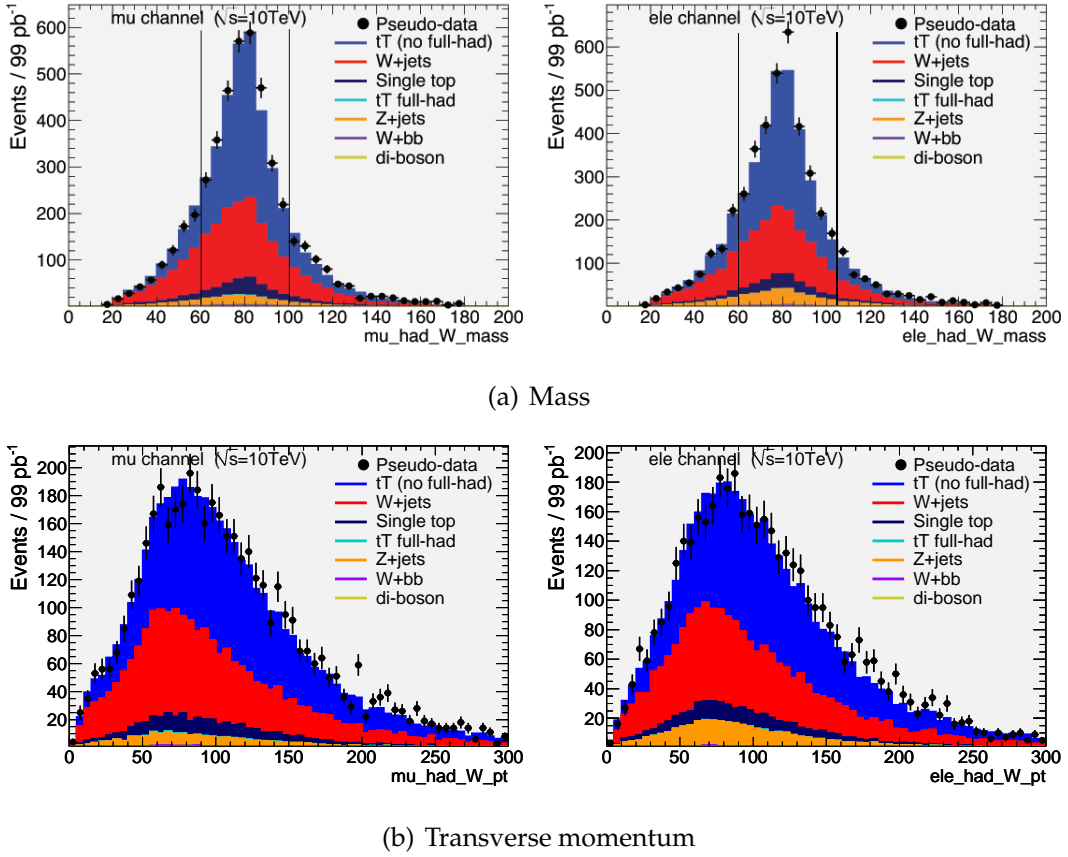 mu channel (√s=10TeV)
Events / 99 pb⁻¹
600
500
400
300
200
100
0 20 40 60 80 100 120 140 160 180 200
mu_had_W_mass
Pseudo-data
tT (no full-had)
W+jets
Single top
tT full-had
Z+jets
W+bb
di-boson
ele channel (√s=10TeV)
Events / 99 pb⁻¹
600
500
400
300
200
100
0 20 40 60 80 100 120 140 160 180 200
ele_had_W_mass
Pseudo-data
tT (no full-had)
W+jets
Single top
tT full-had
Z+jets
W+bb
di-boson
(a) Mass
mu channel (√s=10TeV)
Events / 99 pb⁻¹
200
180
160
140
120
100
80
60
40
20
0 50 100 150 200 250 300
mu_had_W_pt
Pseudo-data
tT (no full-had)
W+jets
Single top
tT full-had
Z+jets
W+bb
di-boson
ele channel (√s=10TeV)
Events / 99 pb⁻¹
200
180
160
140
120
100
80
60
40
20
0 50 100 150 200 250 300
ele_had_W_pt
Pseudo-data
tT (no full-had)
W+jets
Single top
tT full-had
Z+jets
W+bb
di-boson
(b) Transverse momentum